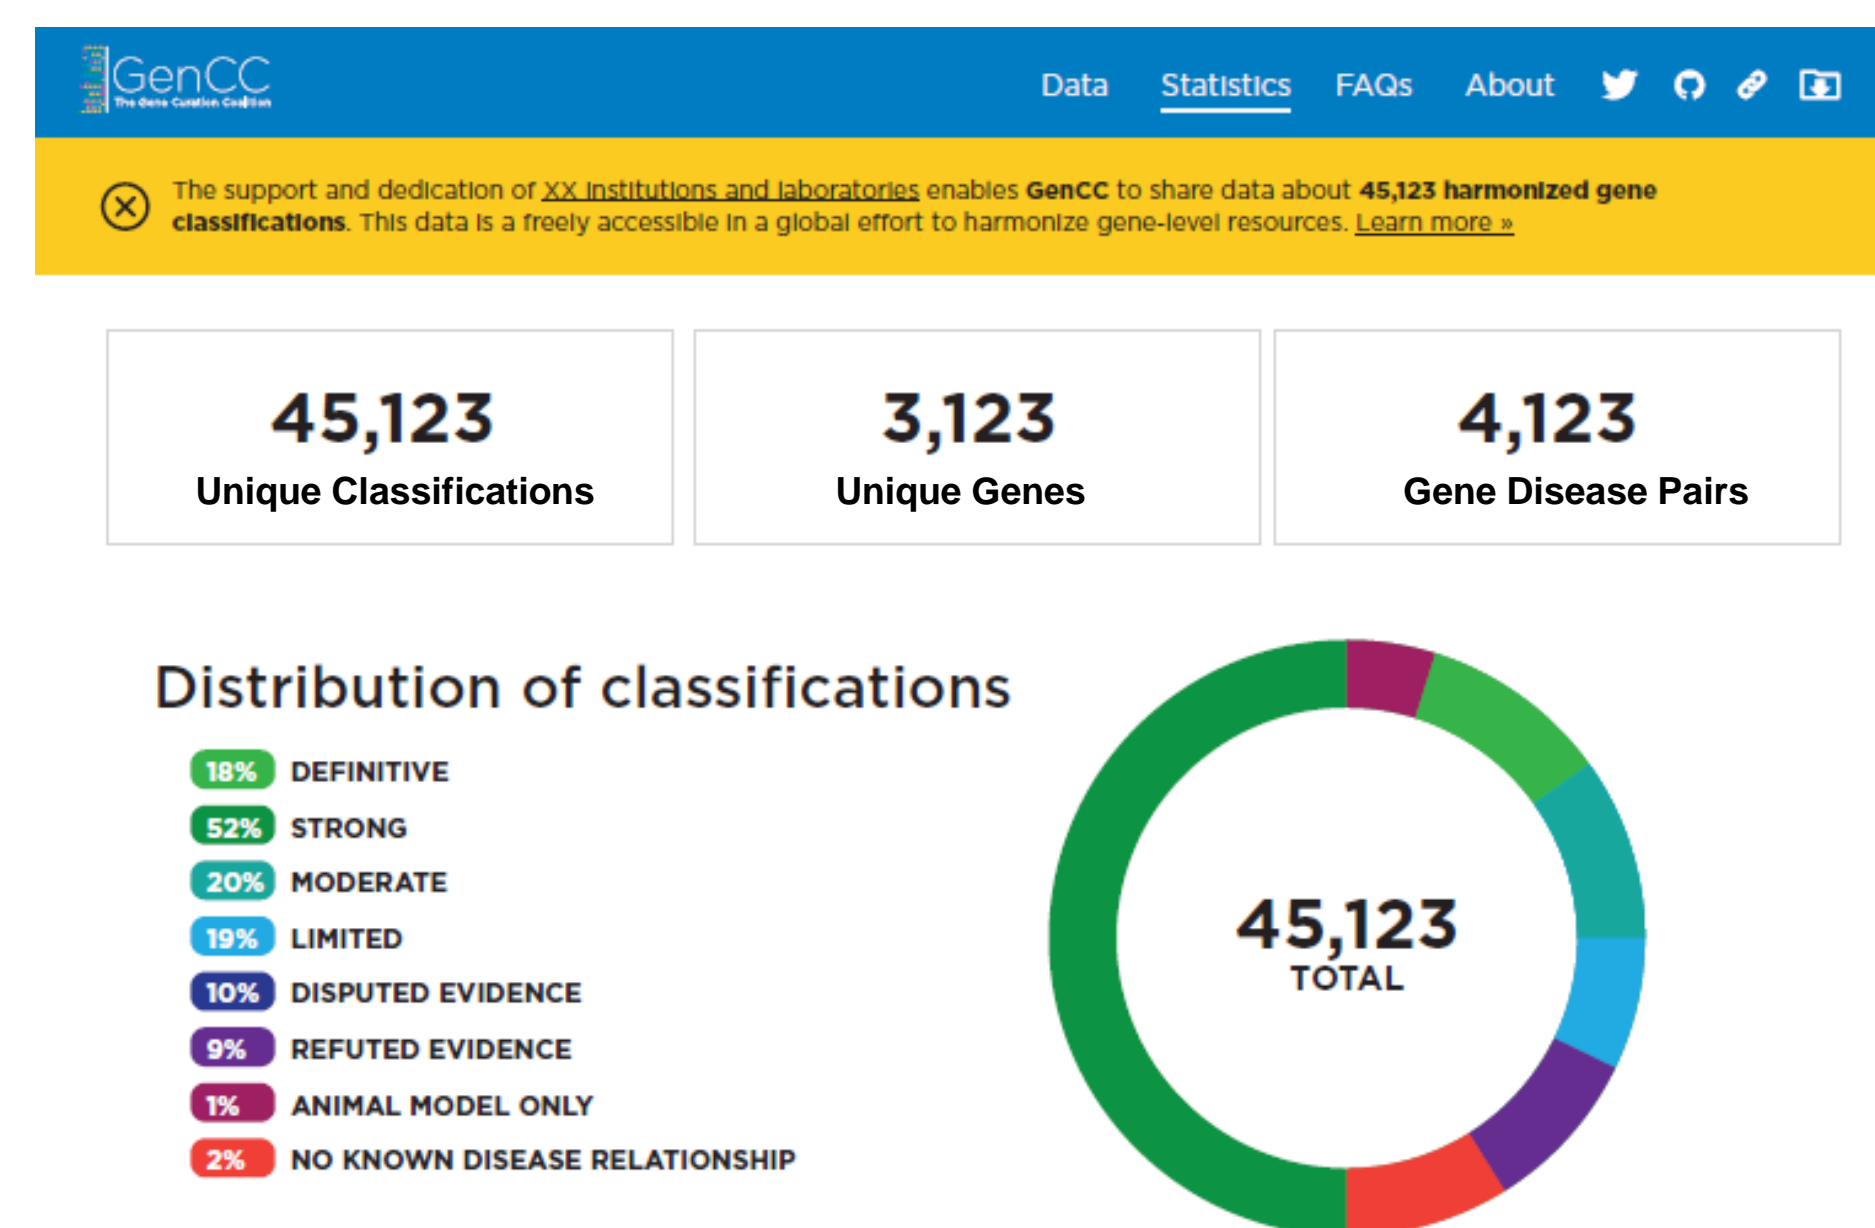 GenCC
The Gene Curation Coalition
Data Statistics FAQs About
The support and dedication of XX institutions and laboratories enables GenCC to share data about 45,123 harmonized gene
classifications. This data is a freely accessible in a global effort to harmonize gene-level resources. Learn more »
45,123
Unique Classifications
3,123
Unique Genes
4,123
Gene Disease Pairs
Distribution of classifications
18% DEFINITIVE
52% STRONG
20% MODERATE
19% LIMITED
10% DISPUTED EVIDENCE
9% REFUTED EVIDENCE
1% ANIMAL MODEL ONLY
2% NO KNOWN DISEASE RELATIONSHIP
45,123
TOTAL